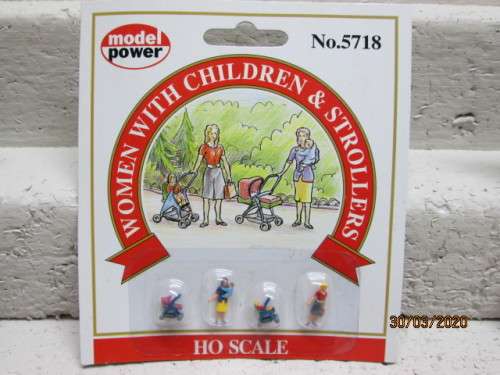 model
power
No.5718
WOMEN WITH CHILDREN & STROLLERS
HO SCALE
30/03/2020